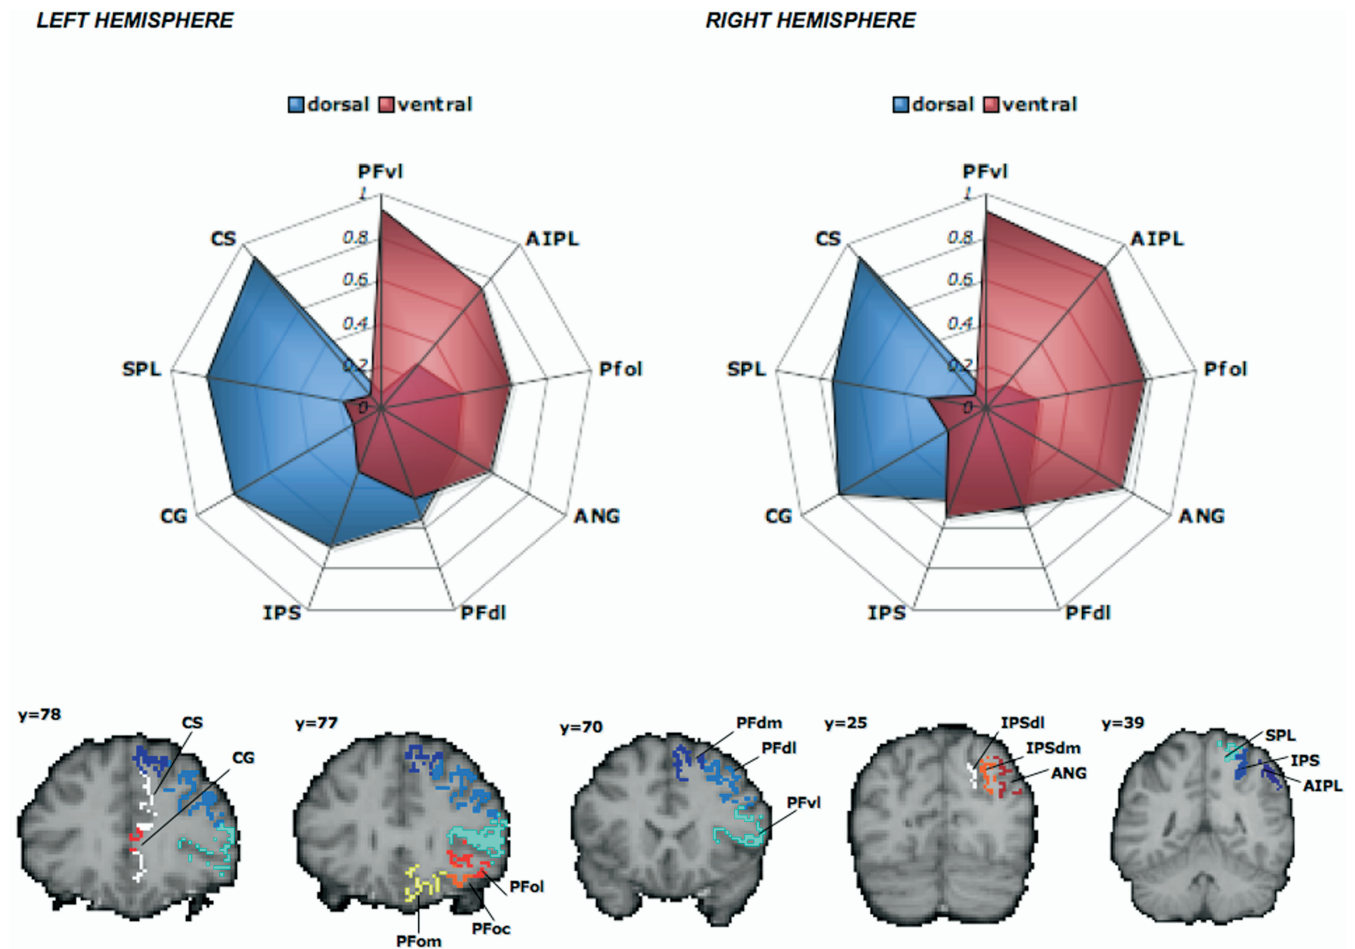 LEFT HEMISPHERE
RIGHT HEMISPHERE
dorsal ventral
dorsal ventral
PFvl
1
CS
AIPL
0.8
0.6
0.4
SPL
Pfol
0.2
0
CG
ANG
IPS
PFdl
PFvl
1
CS
AIPL
0.8
0.6
0.4
SPL
Pfol
0.2
0
CG
ANG
IPS
PFdl
y=78
CS
CG
y=77
PFol
PFoc
PFom
y=70
PFdm
PFdl
PFvl
y=25
IPSdl
IPSdm
ANG
y=39
SPL
IPS
AIPL